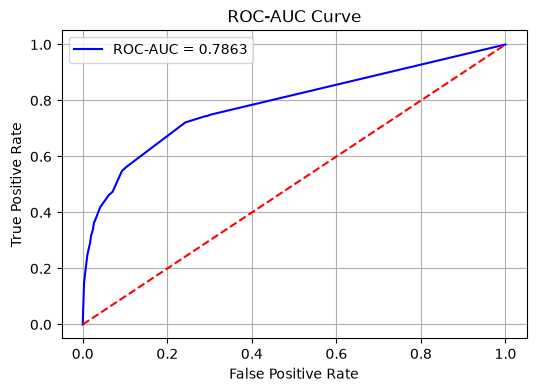 ROC-AUC Curve
ROC-AUC = 0.7863
1.0
0.8
0.6
0.4
0.2
0.0
True Positive Rate
0.0 0.2 0.4 0.6 0.8 1.0
False Positive Rate